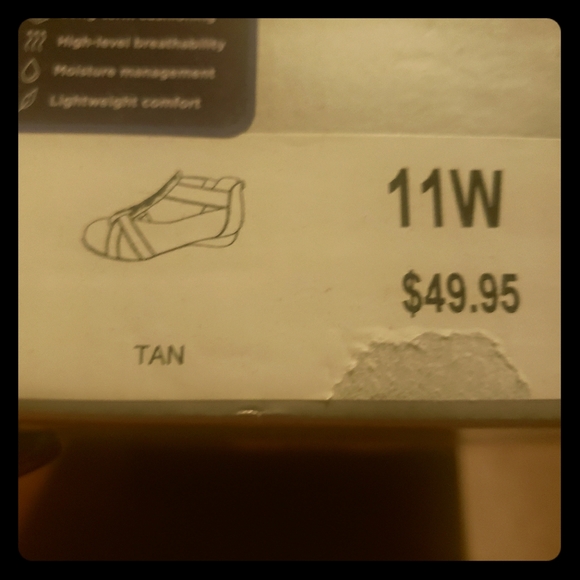 High-level breathability
Moisture management
Lightweight comfort
11W
$49.95
TAN